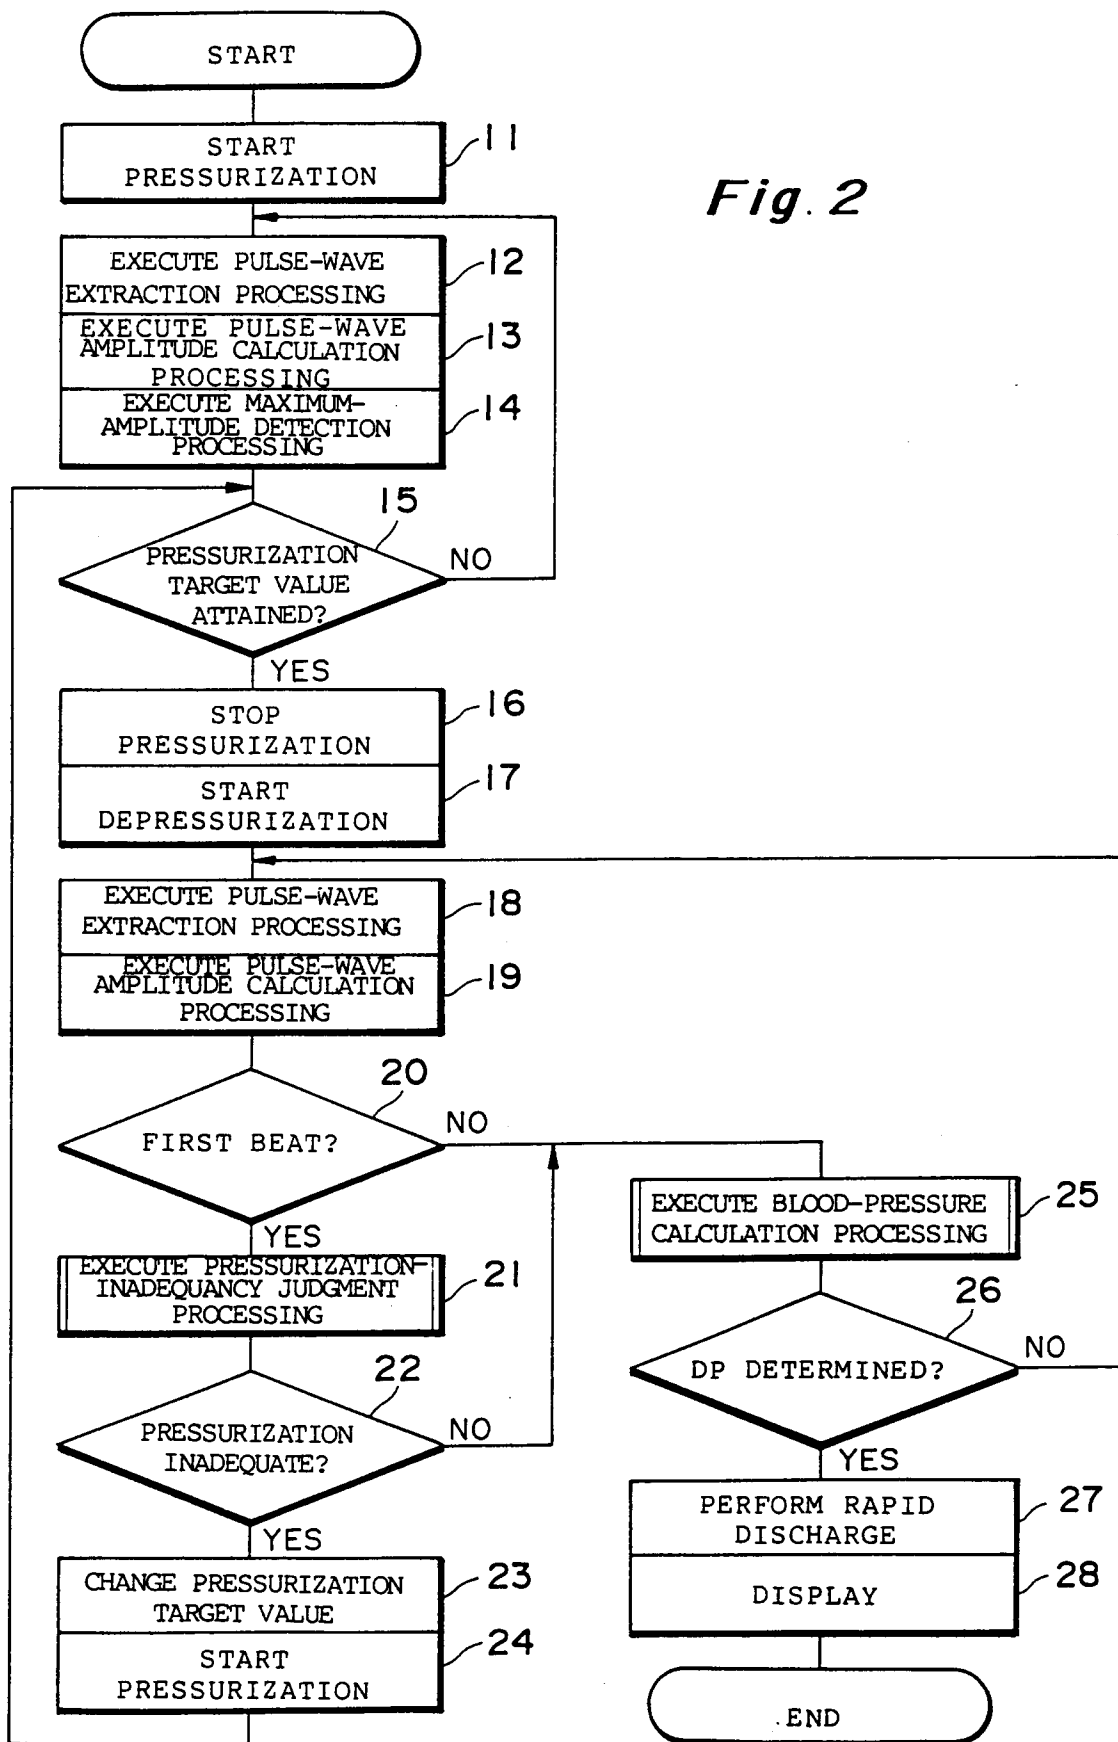 START
START
PRESSURIZATION
11
Fig. 2
EXECUTE PULSE-WAVE
EXTRACTION PROCESSING
12
EXECUTE PULSE-WAVE
AMPLITUDE CALCULATION
PROCESSING
13
EXECUTE MAXIMUM-
AMPLITUDE DETECTION
PROCESSING
14
15
PRESSURIZATION
TARGET VALUE
ATTAINED?
NO
YES
STOP
PRESSURIZATION
16
START
DEPRESSURIZATION
17
EXECUTE PULSE-WAVE
EXTRACTION PROCESSING
18
EXECUTE PULSE-WAVE
AMPLITUDE CALCULATION
PROCESSING
19
20
FIRST BEAT?
NO
YES
EXECUTE PRESSURIZATION-
INADEQUANCY JUDGMENT
PROCESSING
21
22
PRESSURIZATION
INADEQUATE?
NO
YES
CHANGE PRESSURIZATION
TARGET VALUE
23
START
PRESSURIZATION
24
EXECUTE BLOOD-PRESSURE
CALCULATION PROCESSING
25
26
DP DETERMINED?
NO
YES
PERFORM RAPID
DISCHARGE
27
DISPLAY
28
END